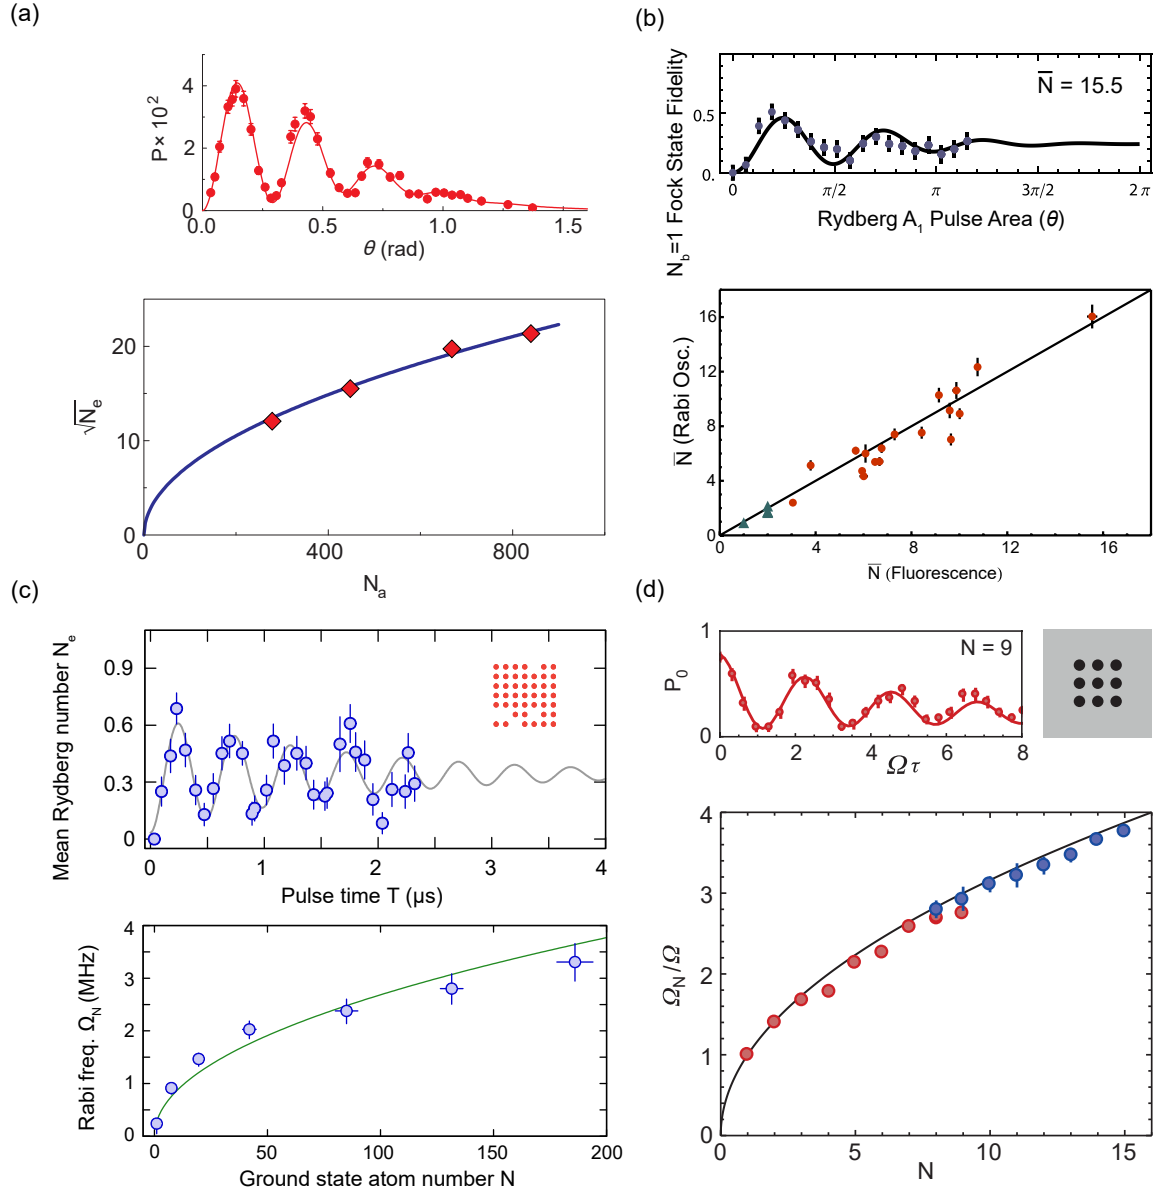 (a)
P× 10²
4
2
0
0.0
0.5
1.0
1.5
θ (rad)
√Nₑ
20
10
0
0
400
800
Nₐ
(b)
N_b=1 Fock State Fidelity
N̅ = 15.5
0.5
0.
0
π/2
π
3π/2
2 π
Rydberg A₁ Pulse Area (θ)
N̅ (Rabi Osc.)
16
12
8
4
0
0
4
8
12
16
N̅ (Fluorescence)
(c)
Mean Rydberg number Nₑ
0.9
0.6
0.3
0
0
1
2
3
4
Pulse time T (μs)
Rabi freq. Ω_N (MHz)
4
3
2
1
0
0
50
100
150
200
Ground state atom number N
(d)
P₀
1
0
N = 9
0
2
4
6
8
Ωτ
Ω_N/Ω
4
3
2
1
0
0
5
10
15
N